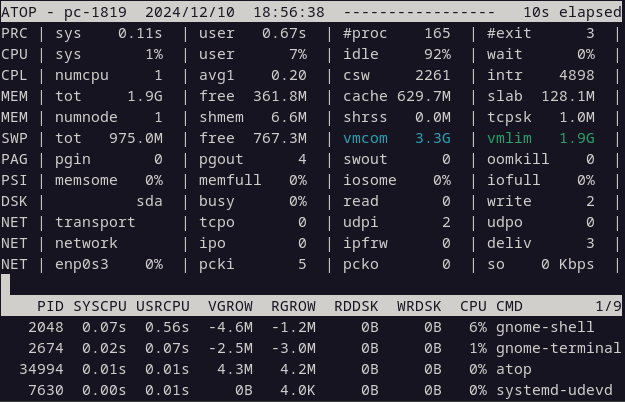 ATOP - pc-1819  2024/12/10  18:56:38  -----------------   10s elapsed
PRC | sys    0.11s | user   0.67s | #proc    165 | #exit      3 |
CPU | sys       1% | user      7% | idle     92% | wait      0% |
CPL | numcpu     1 | avg1    0.20 | csw     2261 | intr    4898 |
MEM | tot     1.9G | free  361.8M | cache 629.7M | slab  128.1M |
MEM | numnode    1 | shmem   6.6M | shrss   0.0M | tcpsk   1.0M |
SWP | tot   975.0M | free  767.3M | vmcom   3.3G | vmlim   1.9G |
PAG | pgin       0 | pgout      4 | swout      0 | oomkill    0 |
PSI | memsome   0% | memfull   0% | iosome    0% | iofull    0% |
DSK |          sda | busy      0% | read       0 | write      2 |
NET | transport    | tcpo       0 | udpi       2 | udpo       0 |
NET | network      | ipo        0 | ipfrw      0 | deliv      3 |
NET | enp0s3    0% | pcki       5 | pcko       0 | so    0 Kbps |
PID SYSCPU USRCPU  VGROW  RGROW  RDDSK  WRDSK  CPU CMD        1/9
2048  0.07s  0.56s  -4.6M  -1.2M     0B     0B   6% gnome-shell
2674  0.02s  0.07s  -2.5M  -3.0M     0B     0B   1% gnome-terminal
34994  0.01s  0.01s   4.3M   4.2M     0B     0B   0% atop
7630  0.00s  0.01s     0B   4.0K     0B     0B   0% systemd-udevd